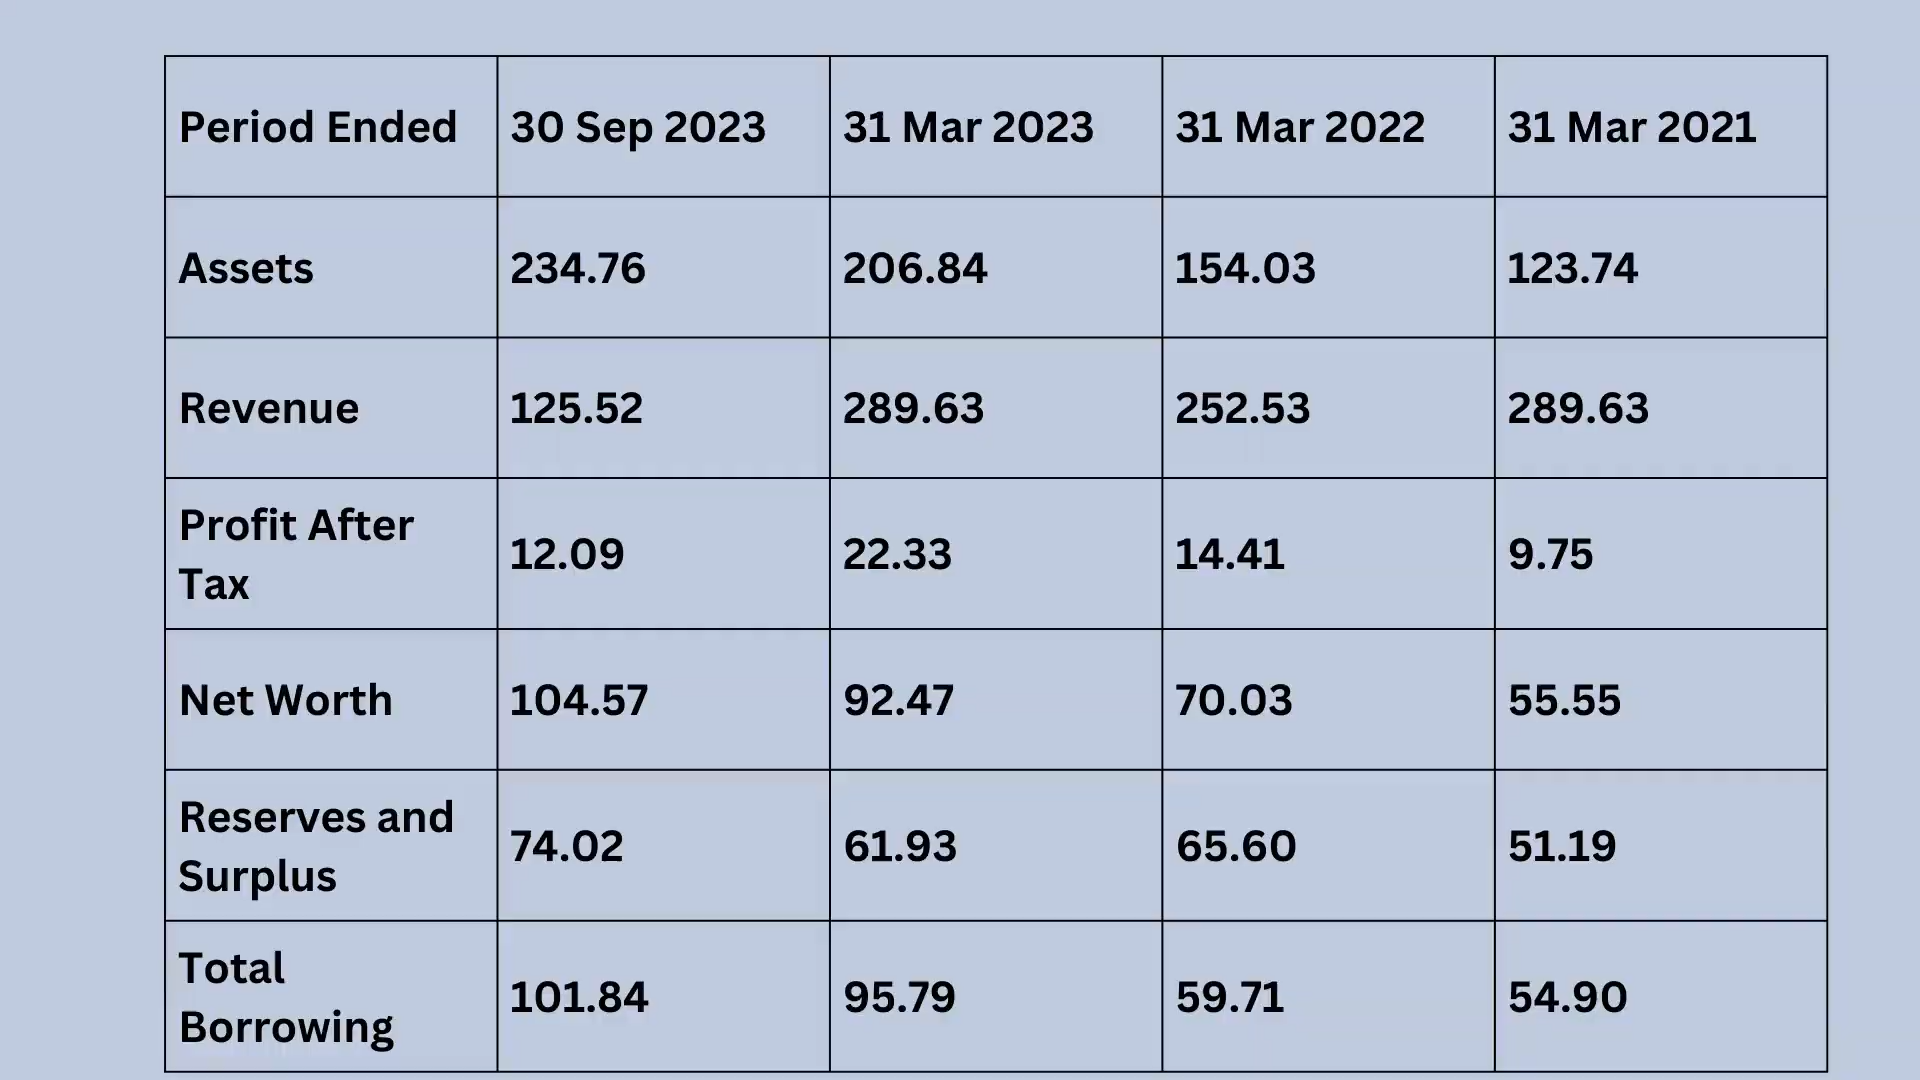 Period Ended 30 Sep 2023 31 Mar 2023 31 Mar 2022 31 Mar 2021
Assets 234.76 206.84 154.03 123.74
Revenue 125.52 289.63 252.53 289.63
Profit After
Tax 12.09 22.33 14.41 9.75
Net Worth 104.57 92.47 70.03 55.55
Reserves and
Surplus 74.02 61.93 65.60 51.19
Total
Borrowing 101.84 95.79 59.71 54.90